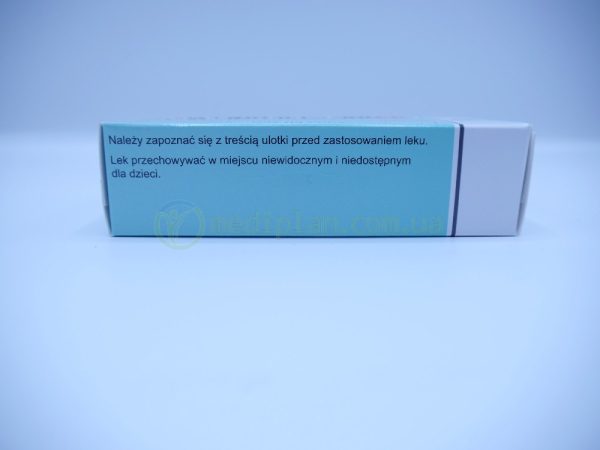 Należy zapoznać się z treścią ulotki przed zastosowaniem leku.
Lek przechowywać w miejscu niewidocznym i niedostępnym
dla dzieci.
mediplan.com.ua